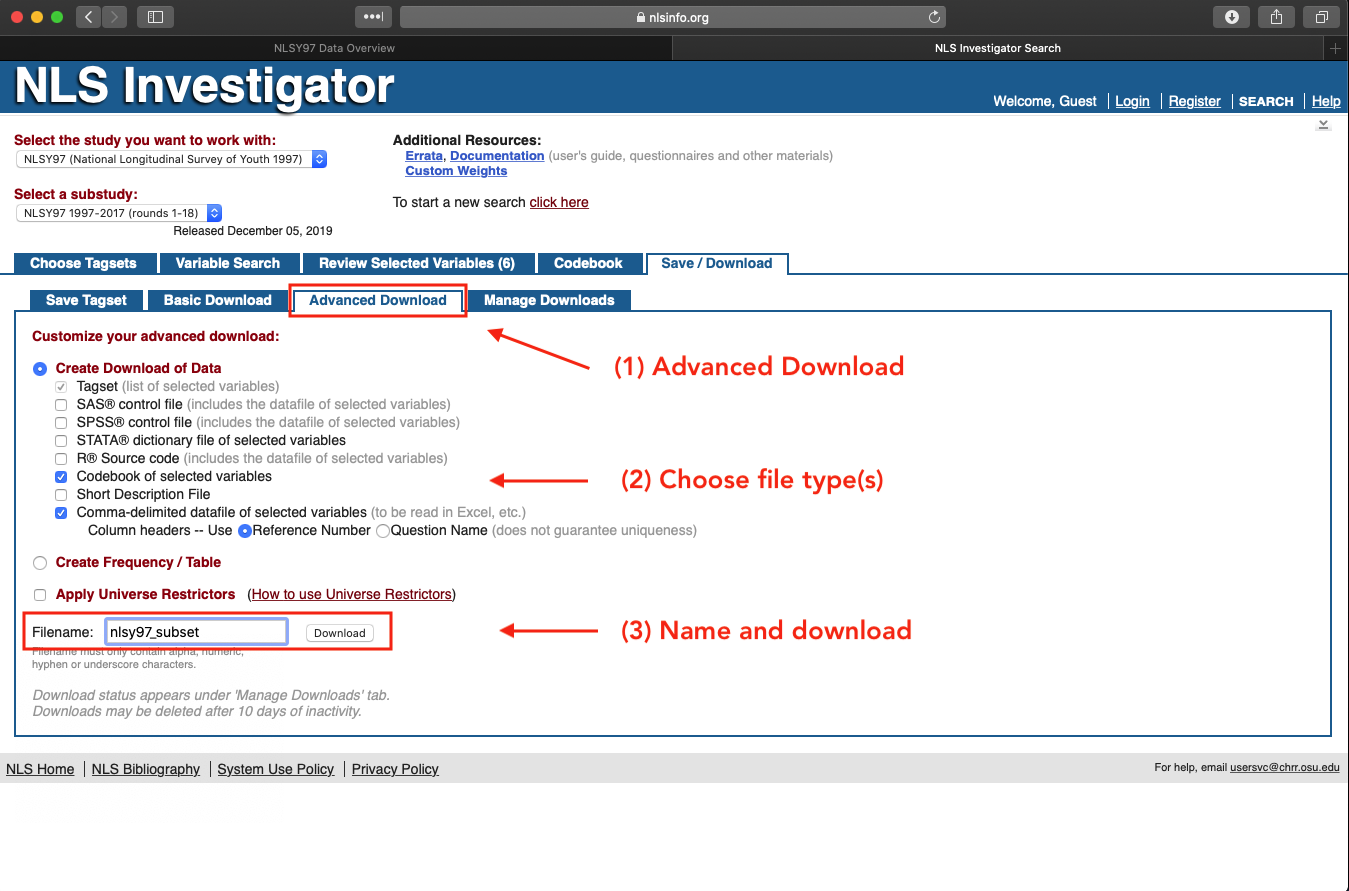 nlsinfo.org
NLSY97 Data Overview
NLS Investigator Search
NLS Investigator
Welcome, Guest Login Register SEARCH Help
Select the study you want to work with:
NLSY97 (National Longitudinal Survey of Youth 1997)
Select a substudy:
NLSY97 1997-2017 (rounds 1-18)
Released December 05, 2019
Additional Resources:
Errata, Documentation (user's guide, questionnaires and other materials)
Custom Weights
To start a new search click here
Choose Tagsets Variable Search Review Selected Variables (6) Codebook Save / Download
Save Tagset Basic Download Advanced Download Manage Downloads
Customize your advanced download:
(1) Advanced Download
Create Download of Data
Tagset (list of selected variables)
SAS® control file (includes the datafile of selected variables)
SPSS® control file (includes the datafile of selected variables)
STATA® dictionary file of selected variables
R® Source code (includes the datafile of selected variables)
Codebook of selected variables
(2) Choose file type(s)
Short Description File
Comma-delimited datafile of selected variables (to be read in Excel, etc.)
Column headers -- Use Reference Number Question Name (does not guarantee uniqueness)
Create Frequency / Table
Apply Universe Restrictors (How to use Universe Restrictors)
Filename: nlsy97_subset Download
(3) Name and download
Filename must only contain alpha, numeric,
hyphen or underscore characters.
Download status appears under 'Manage Downloads' tab.
Downloads may be deleted after 10 days of inactivity.
NLS Home NLS Bibliography System Use Policy Privacy Policy
For help, email usersvc@chrr.osu.edu